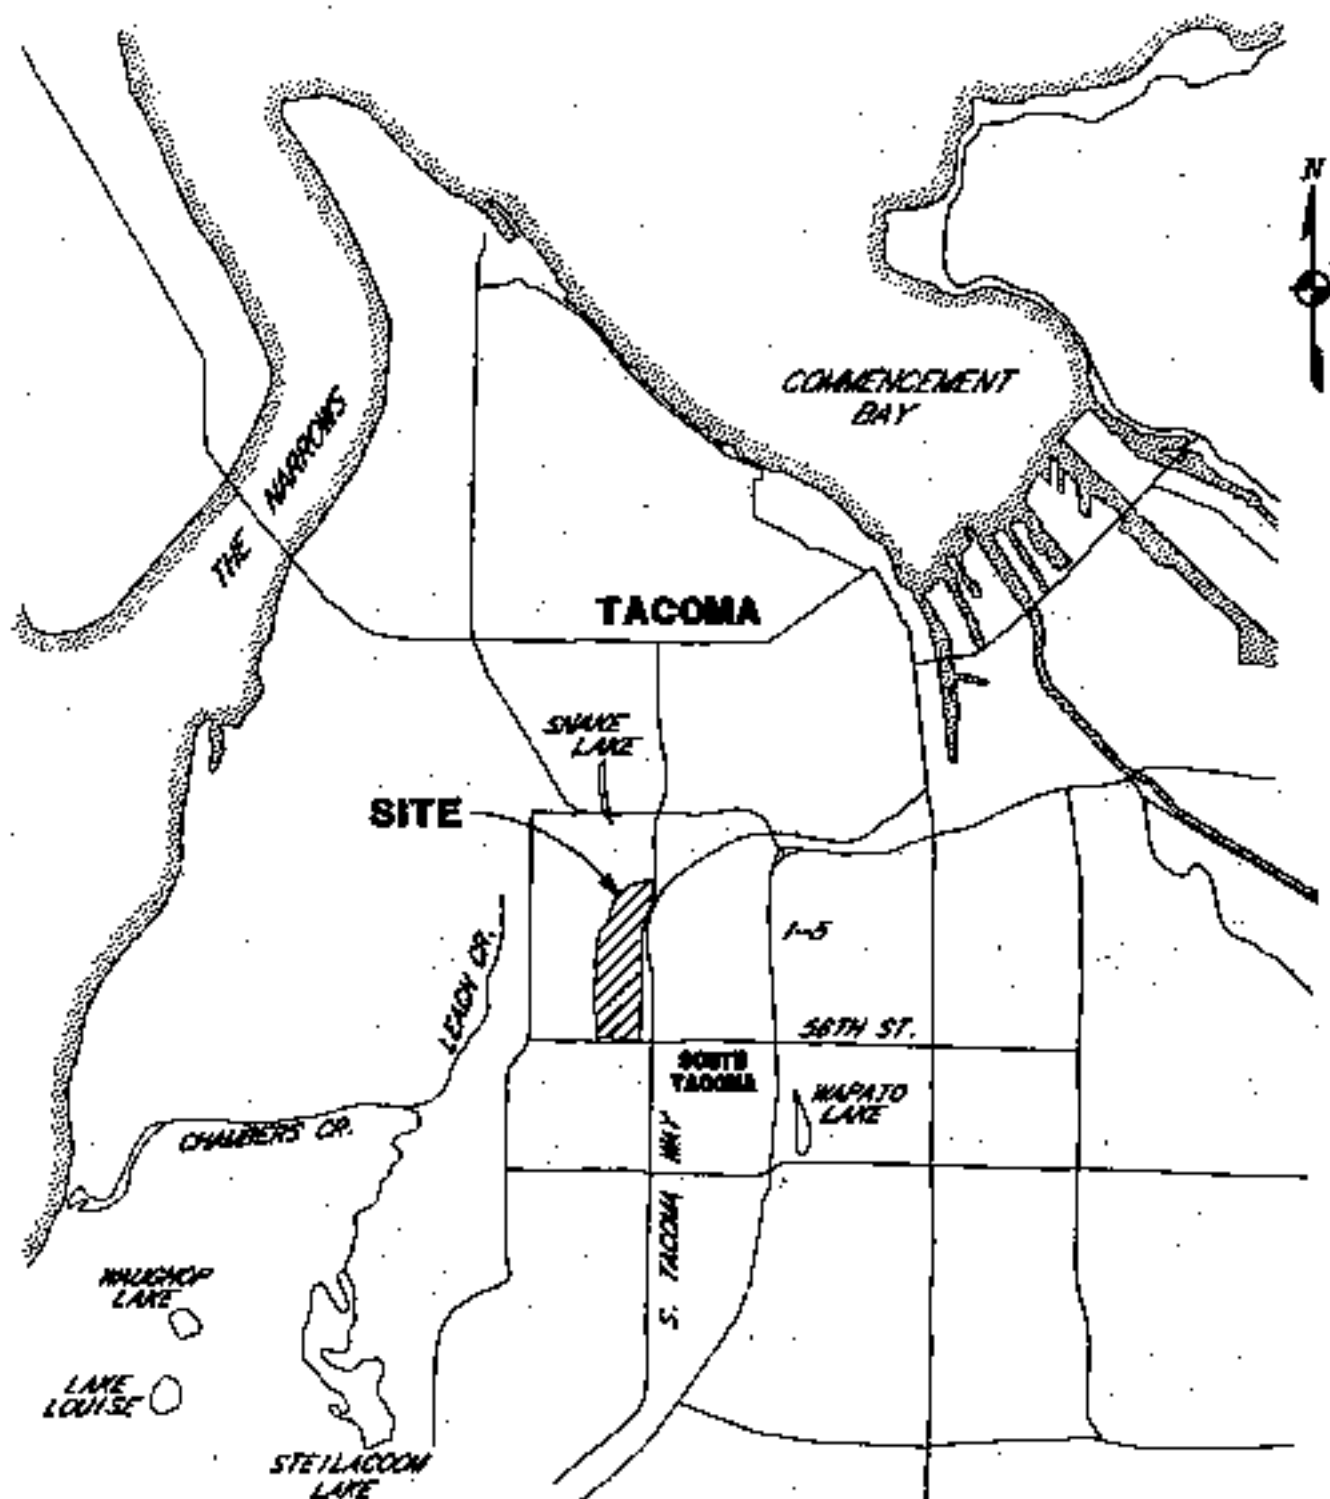 N
COMMENCEMENT
BAY
THE NARROWS
TACOMA
SNAKE
LAKE
SITE
I-5
LEACH CR.
56TH ST.
SOUTH
TACOMA
WAPATO
LAKE
CHAMBERS CR.
S. TACOMA WAY
WAUGHOP
LAKE
LAKE
LOUISE
STEILACOOM
LAKE